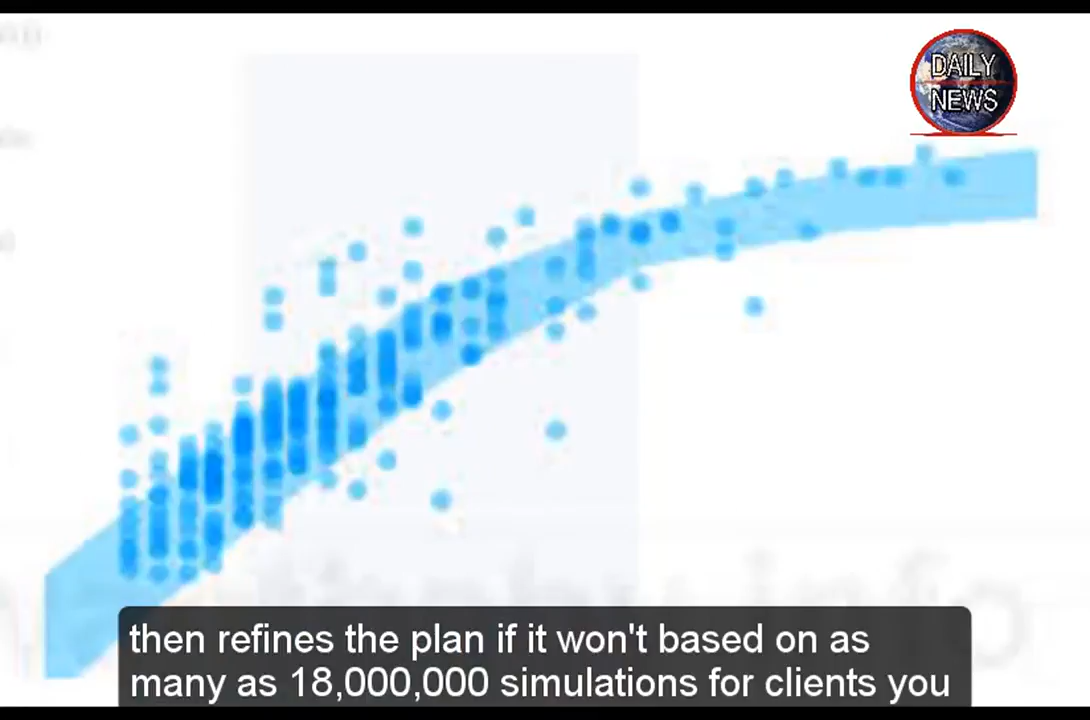 DAILY
NEWS
then refines the plan if it won't based on as
many as 18,000,000 simulations for clients you